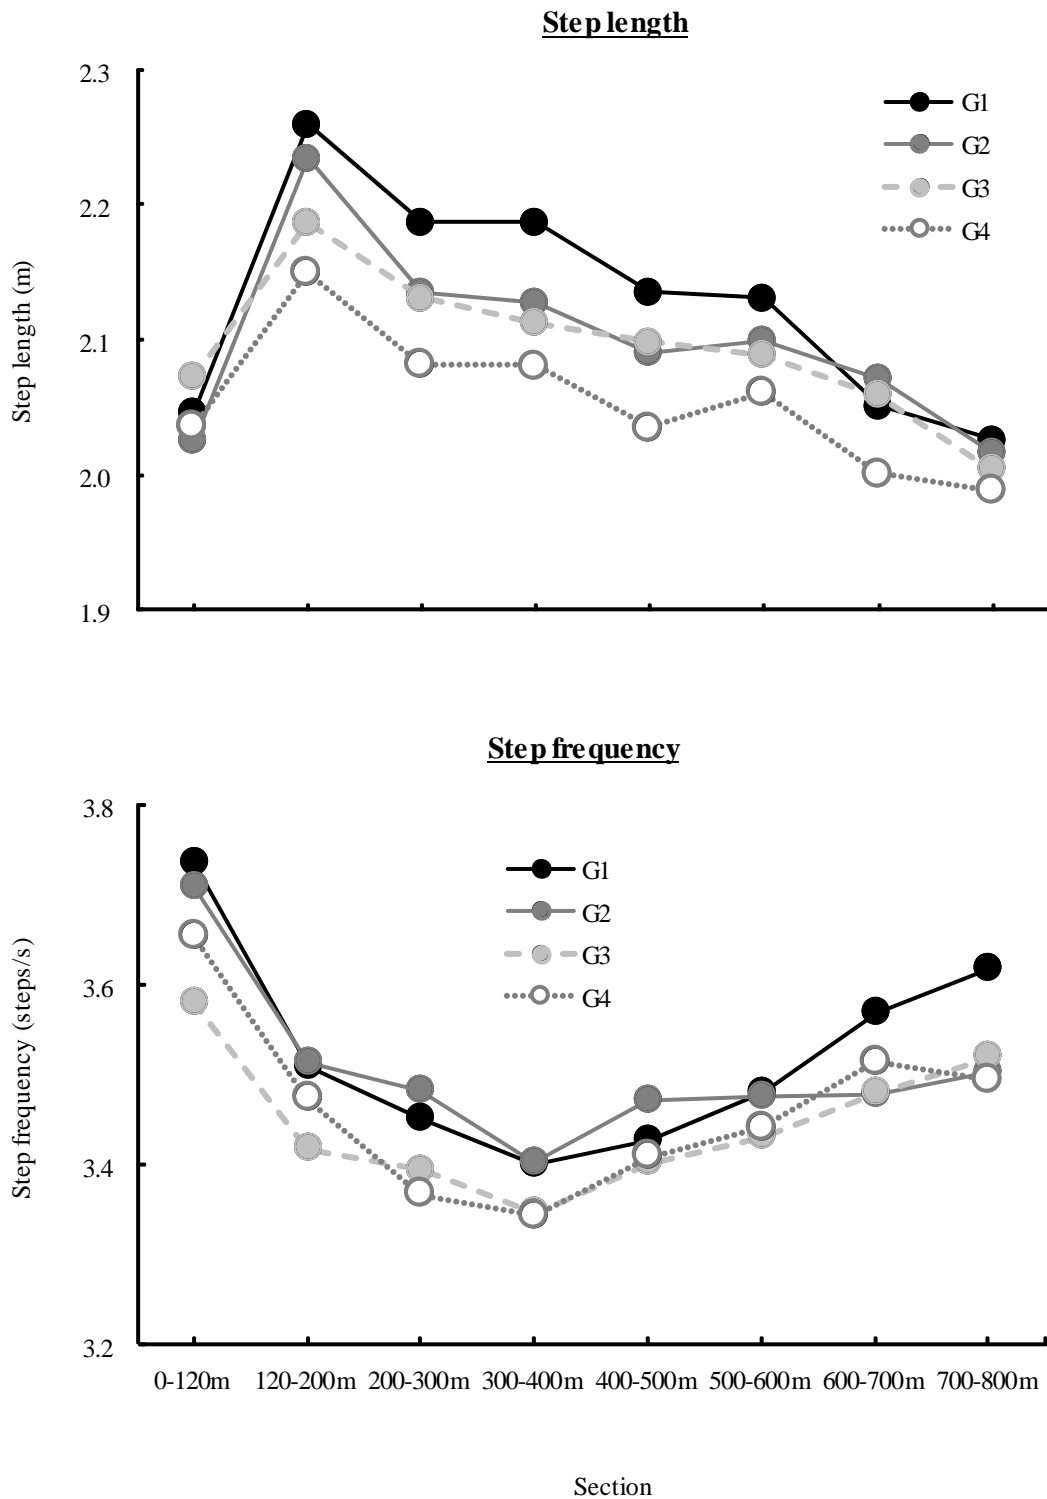 Step length
2.3
2.2
2.1
2.0
1.9
Step length (m)
G1
G2
G3
G4
Step frequency
3.8
3.6
3.4
3.2
Step frequency (steps/s)
G1
G2
G3
G4
0-120m 120-200m 200-300m 300-400m 400-500m 500-600m 600-700m 700-800m
Section